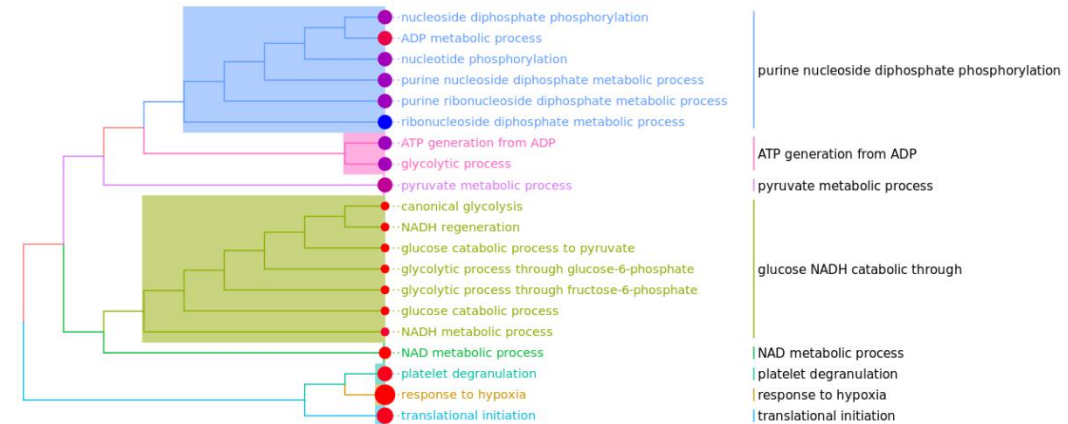 nucleoside diphosphate phosphorylation
ADP metabolic process
nucleotide phosphorylation
purine nucleoside diphosphate metabolic process
purine ribonucleoside diphosphate metabolic process
ribonucleoside diphosphate metabolic process
ATP generation from ADP
glycolytic process
pyruvate metabolic process
canonical glycolysis
NADH regeneration
glucose catabolic process to pyruvate
glycolytic process through glucose-6-phosphate
glycolytic process through fructose-6-phosphate
glucose catabolic process
NADH metabolic process
NAD metabolic process
platelet degranulation
response to hypoxia
translational initiation
purine nucleoside diphosphate phosphorylation
ATP generation from ADP
pyruvate metabolic process
glucose NADH catabolic through
NAD metabolic process
platelet degranulation
response to hypoxia
translational initiation